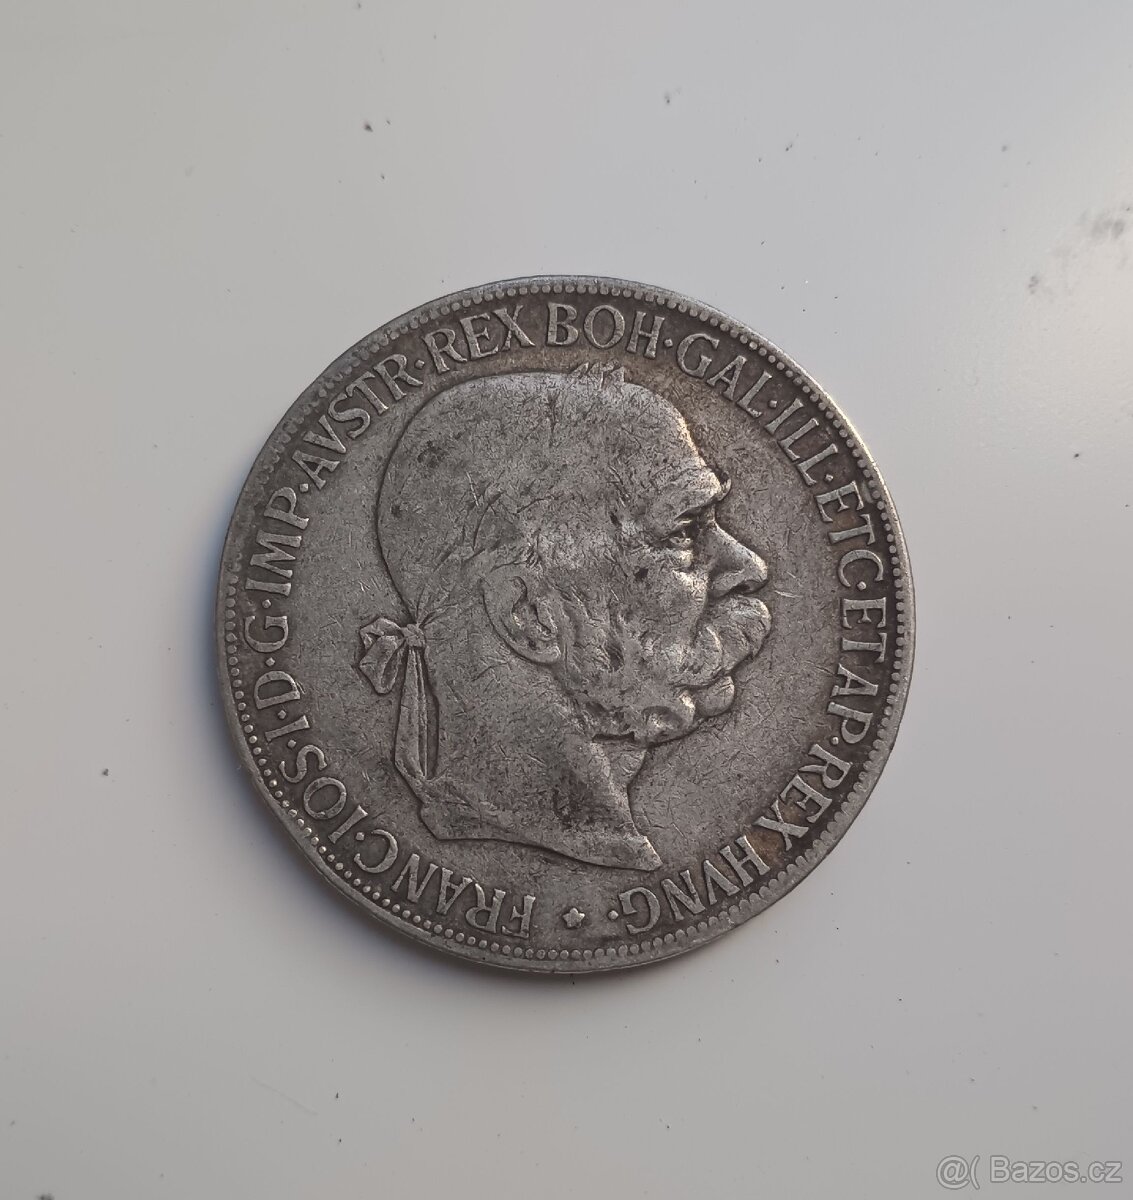 FRANC·IOS·I·D·G·IMP·AVSTR·REX BOH·GAL·ILL·ETC·ET AP·REX HVNG·
@( Bazos.cz